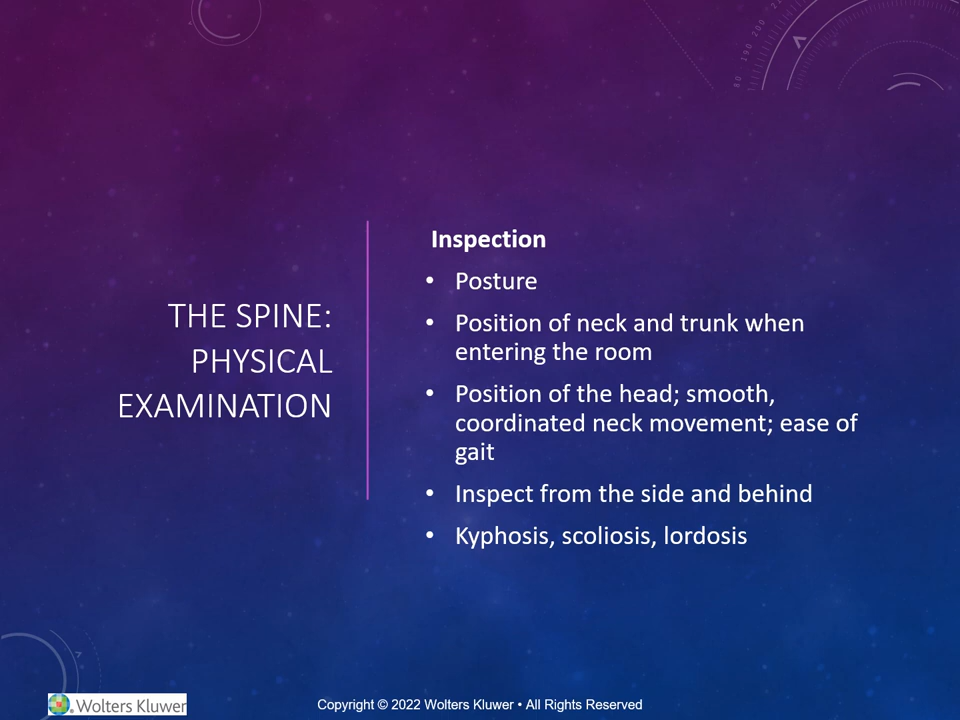 THE SPINE:
PHYSICAL
EXAMINATION
Inspection
• Posture
• Position of neck and trunk when
entering the room
• Position of the head; smooth,
coordinated neck movement; ease of
gait
• Inspect from the side and behind
• Kyphosis, scoliosis, lordosis
Wolters Kluwer
Copyright © 2022 Wolters Kluwer • All Rights Reserved